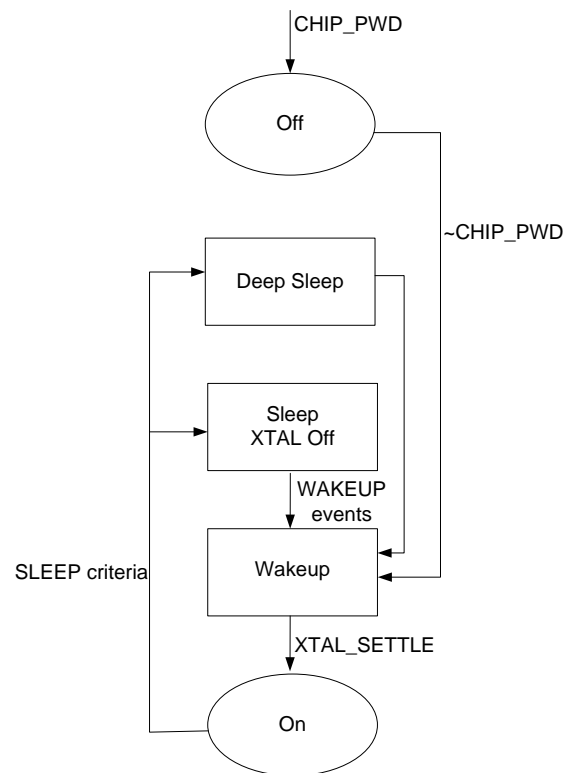 CHIP_PWD
Off
~CHIP_PWD
Deep Sleep
Sleep
XTAL Off
WAKEUP
events
SLEEP criteria
Wakeup
XTAL_SETTLE
On